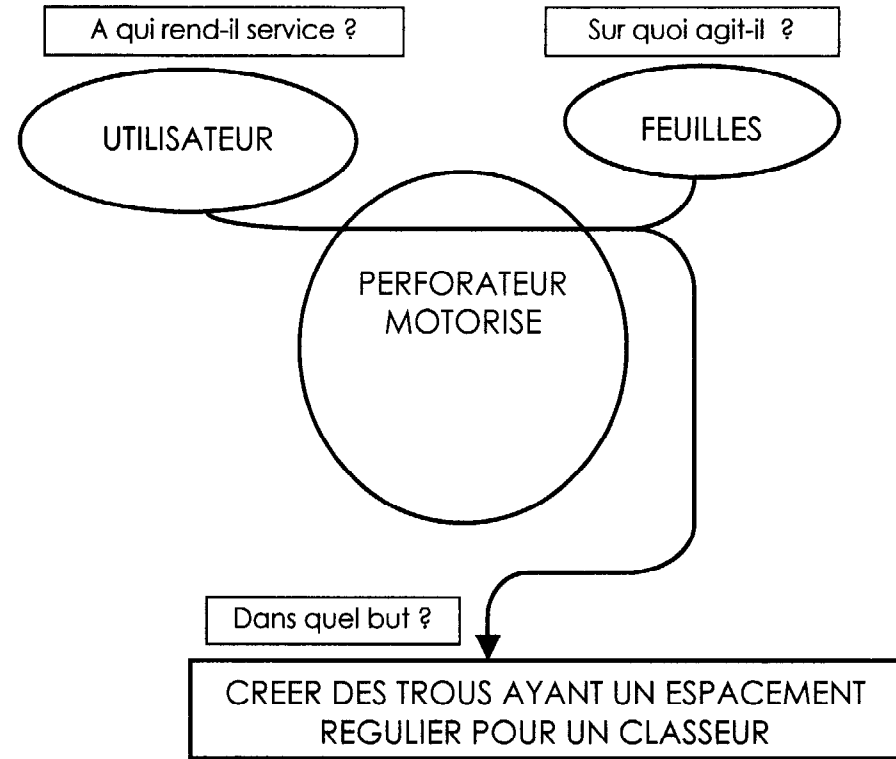 A qui rend-il service ?
Sur quoi agit-il ?
UTILISATEUR
FEUILLES
PERFORATEUR
MOTORISE
Dans quel but ?
CREER DES TROUS AYANT UN ESPACEMENT
REGULIER POUR UN CLASSEUR